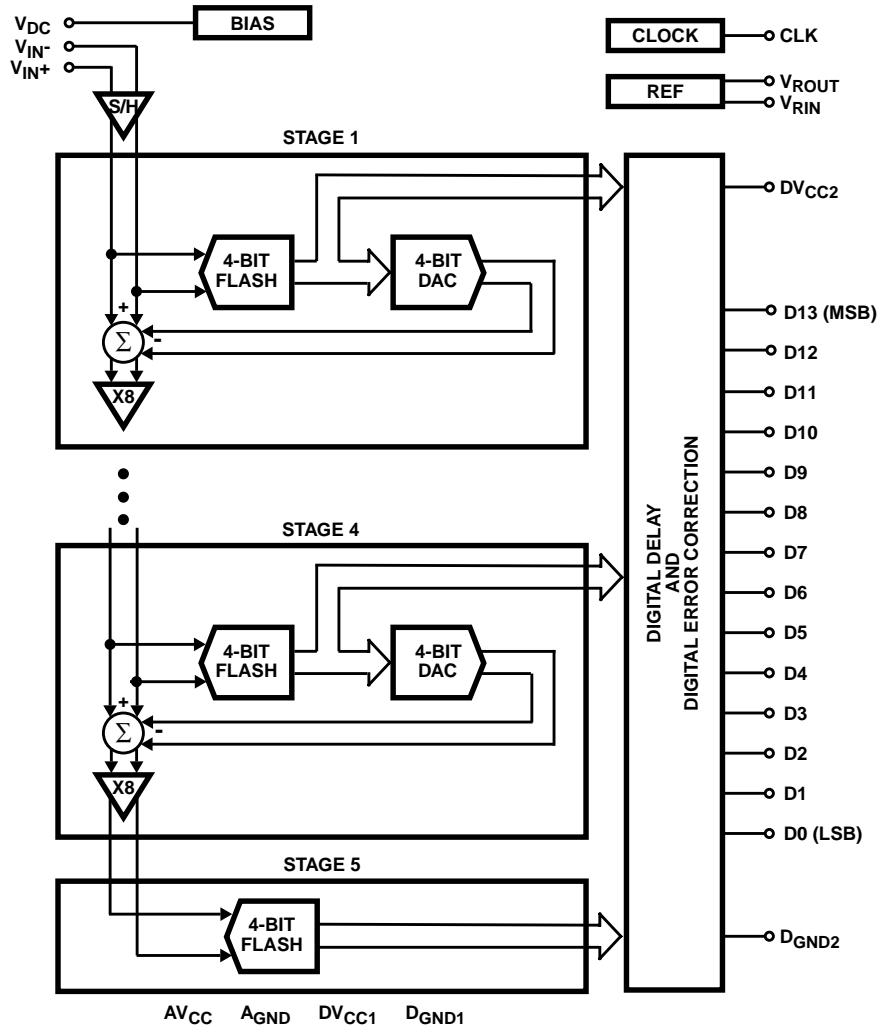 VDC
BIAS
VIN-
VIN+
S/H
CLOCK
CLK
REF
VROUT
VRIN
STAGE 1
4-BIT
FLASH
4-BIT
DAC
+
Σ
-
X8
STAGE 4
4-BIT
FLASH
4-BIT
DAC
+
Σ
-
X8
STAGE 5
4-BIT
FLASH
DIGITAL DELAY
AND
DIGITAL ERROR CORRECTION
DVCC2
D13 (MSB)
D12
D11
D10
D9
D8
D7
D6
D5
D4
D3
D2
D1
D0 (LSB)
DGND2
AVCC AGND DVCC1 DGND1